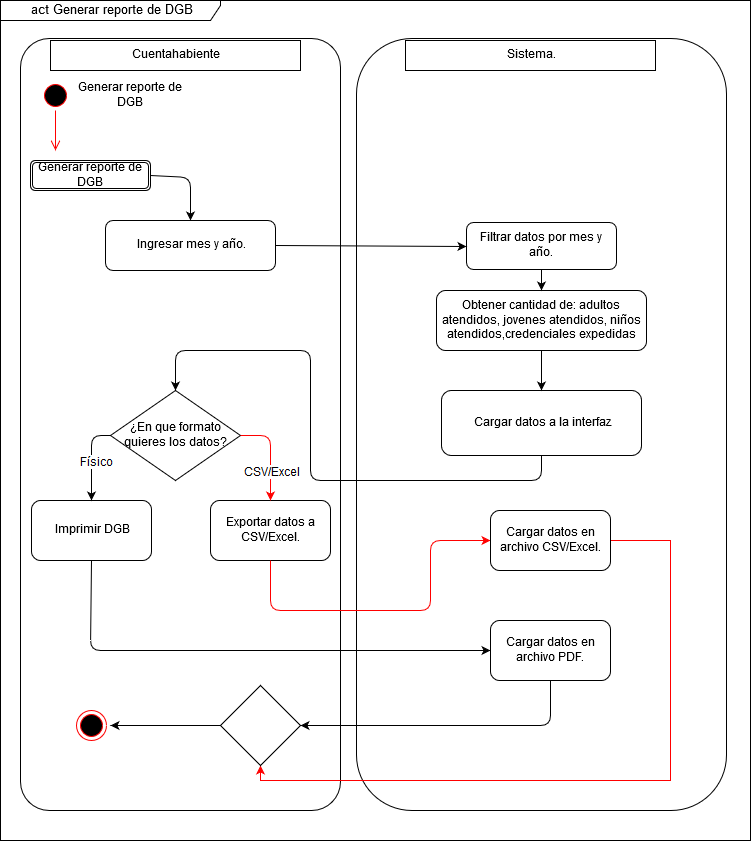 act Generar reporte de DGB
Cuentahabiente
Sistema.
Generar reporte de
DGB
Generar reporte de
DGB
Ingresar mes y año.
Filtrar datos por mes y
año.
Obtener cantidad de: adultos
atendidos, jovenes atendidos, niños
atendidos,credenciales expedidas
¿En que formato
quieres los datos?
Cargar datos a la interfaz
Físico
CSV/Excel
Imprimir DGB
Exportar datos a
CSV/Excel.
Cargar datos en
archivo CSV/Excel.
Cargar datos en
archivo PDF.